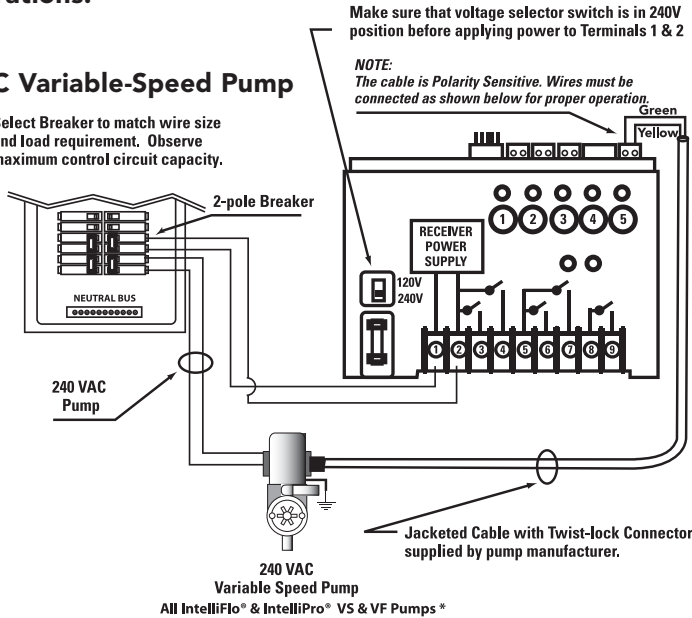 Make sure that voltage selector switch is in 240V
position before applying power to Terminals 1 & 2
NOTE:
The cable is Polarity Sensitive. Wires must be
connected as shown below for proper operation.
Variable-Speed Pump
Select Breaker to match wire size
and load requirement. Observe
maximum control circuit capacity.
Green
Yellow
2-pole Breaker
1 2 3 4 5
RECEIVER
POWER
SUPPLY
120V
240V
NEUTRAL BUS
1 2 3 4 5 6 7 8 9
240 VAC
Pump
Jacketed Cable with Twist-lock Connector
supplied by pump manufacturer.
240 VAC
Variable Speed Pump
All IntelliFlo® & IntelliPro® VS & VF Pumps *